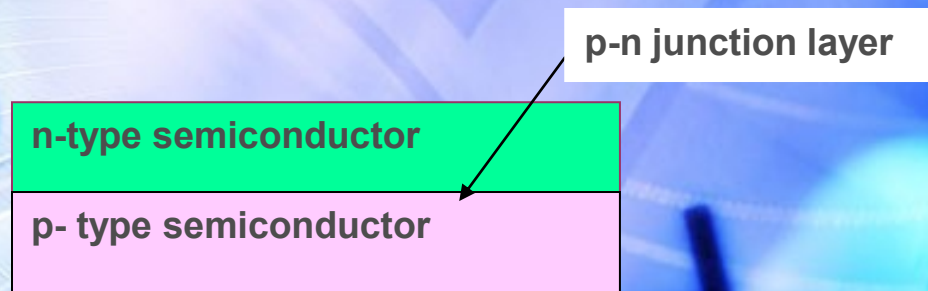 p-n junction layer
n-type semiconductor
p- type semiconductor